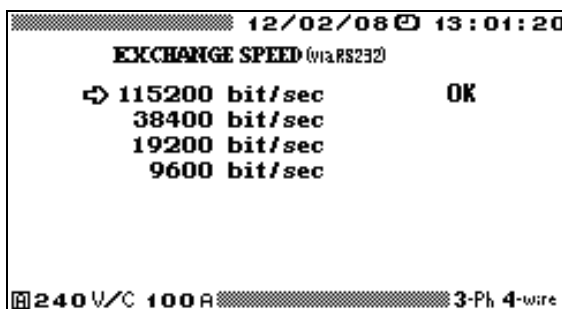 12/02/08 13:01:20
EXCHANGE SPEED (via RS232)
115200 bit/sec OK
38400 bit/sec
19200 bit/sec
9600 bit/sec
A 240 V/C 100 A 3-Ph 4-wire